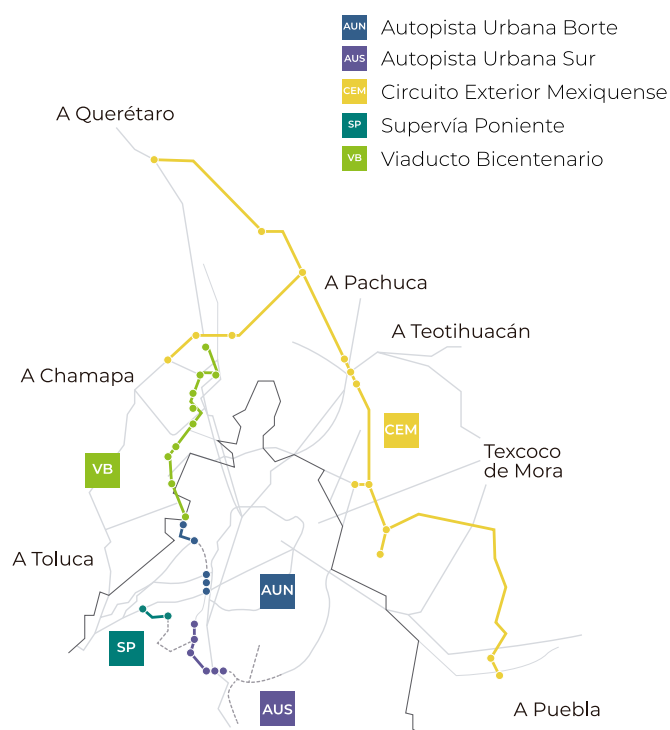 AUN Autopista Urbana Borte
AUS Autopista Urbana Sur
CEM Circuito Exterior Mexiquense
SP Supervía Poniente
VB Viaducto Bicentenario
A Querétaro
A Pachuca
A Teotihuacán
A Chamapa
CEM
Texcoco
de Mora
VB
A Toluca
AUN
SP
AUS
A Puebla